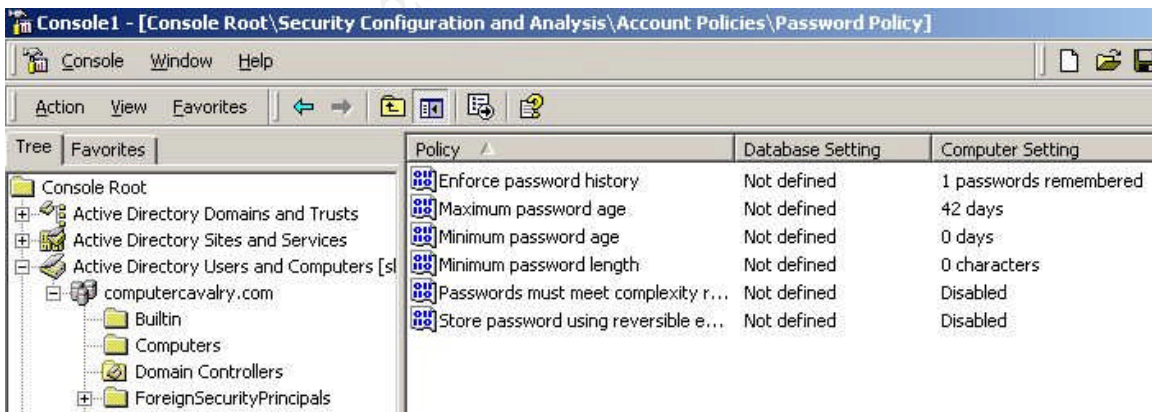 Console1 - [Console Root\Security Configuration and Analysis\Account Policies\Password Policy]
Console Window Help
Action View Favorites
Tree Favorites
Console Root
Active Directory Domains and Trusts
Active Directory Sites and Services
Active Directory Users and Computers [sl
computercavalry.com
Builtin
Computers
Domain Controllers
ForeignSecurityPrincipals
Policy Database Setting Computer Setting
Enforce password history Not defined 1 passwords remembered
Maximum password age Not defined 42 days
Minimum password age Not defined 0 days
Minimum password length Not defined 0 characters
Passwords must meet complexity r... Not defined Disabled
Store password using reversible e... Not defined Disabled